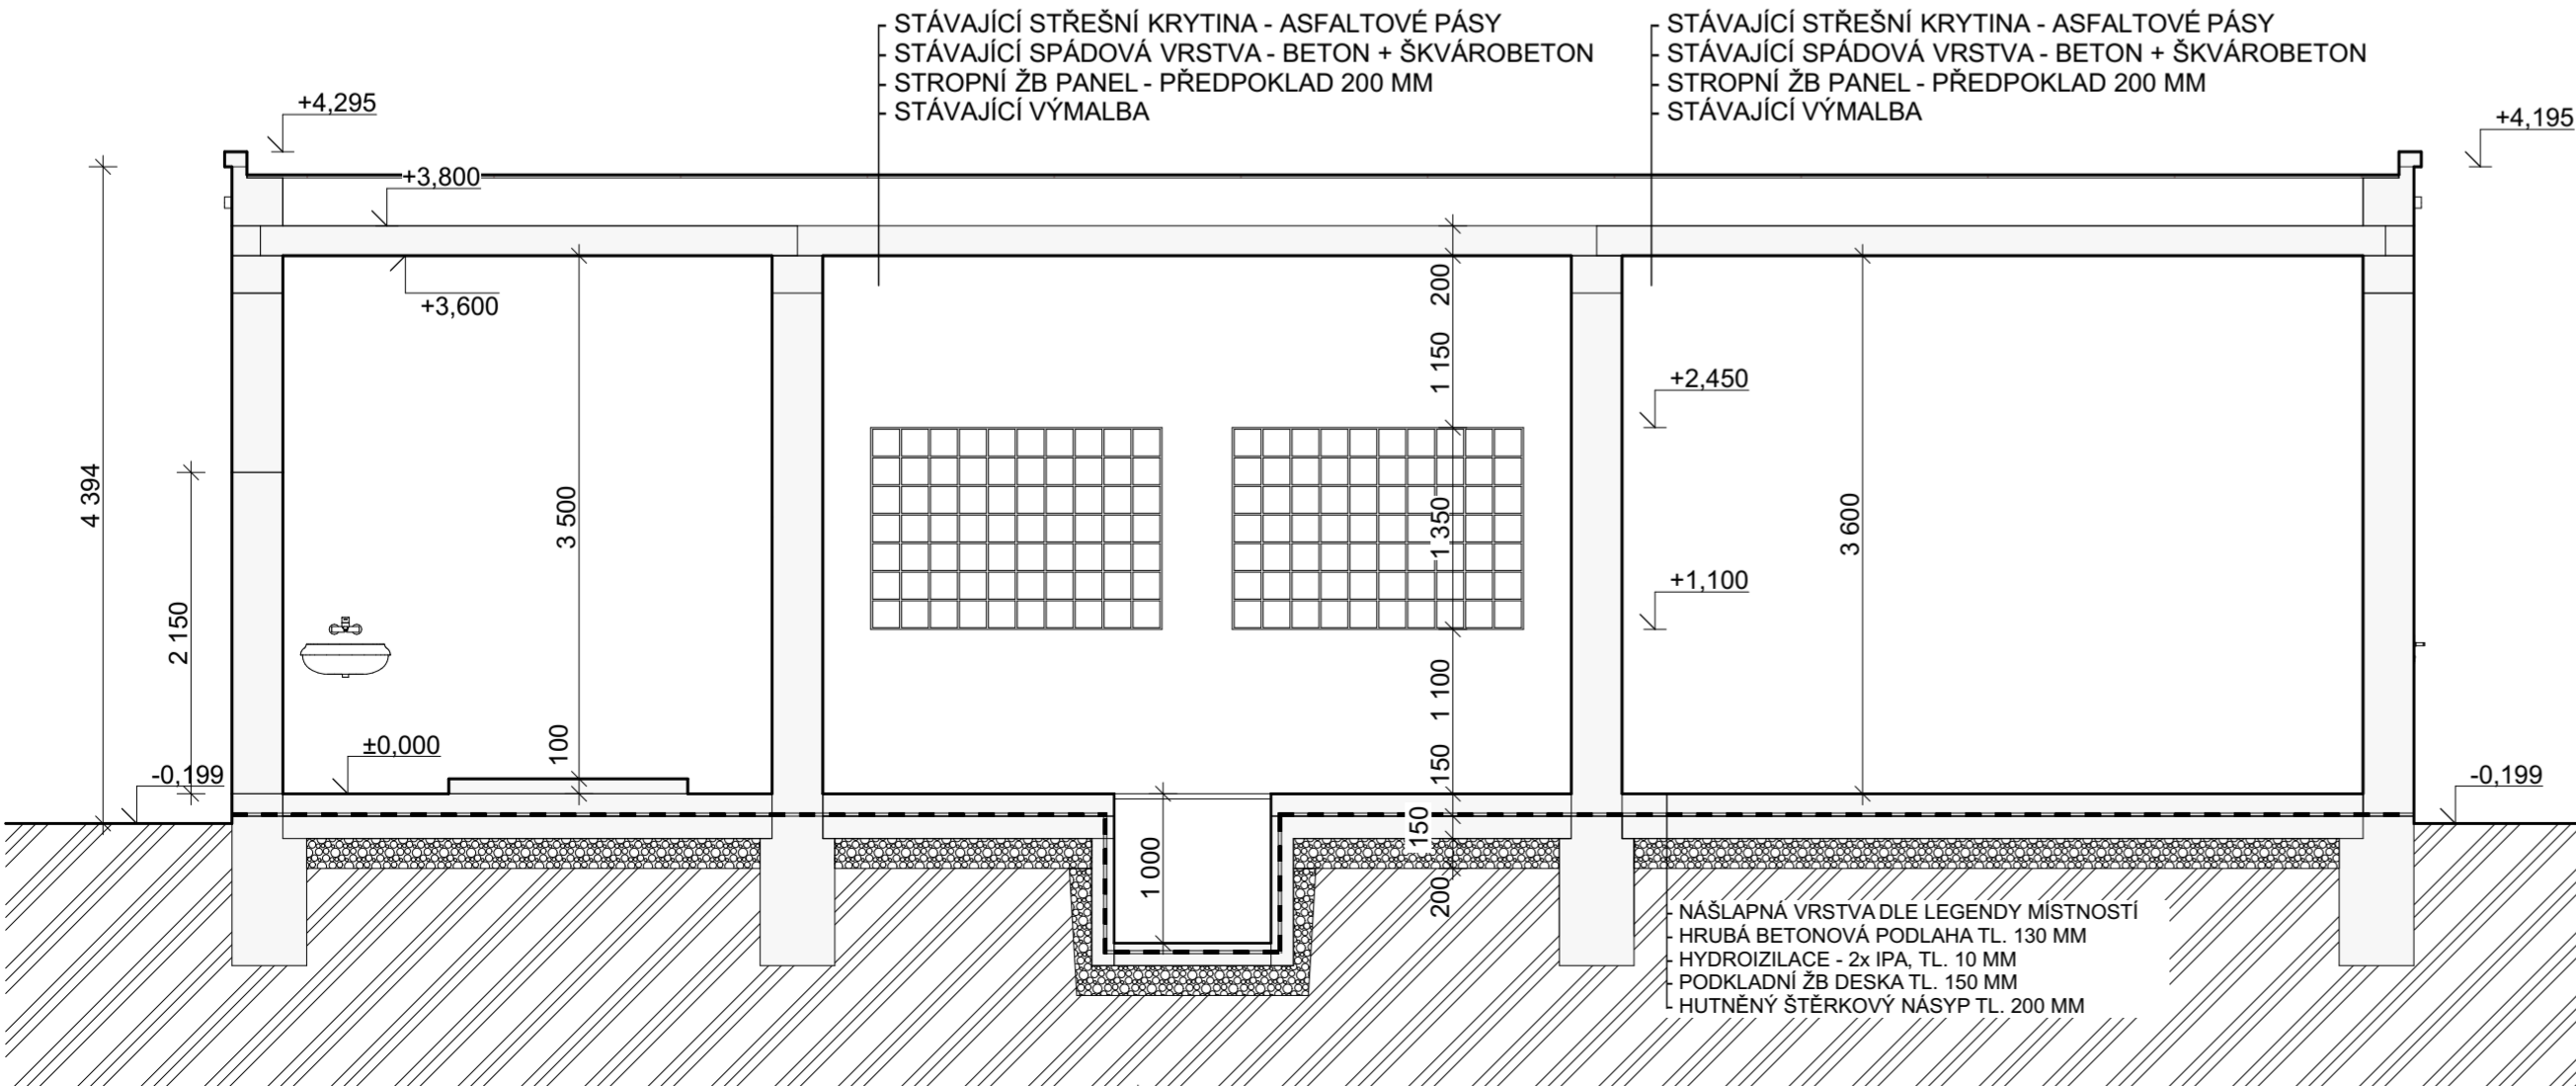 - STÁVAJÍCÍ STŘEŠNÍ KRYTINA - ASFALTOVÉ PÁSY
- STÁVAJÍCÍ SPÁDOVÁ VRSTVA - BETON + ŠKVÁROBETON
- STROPNÍ ŽB PANEL - PŘEDPOKLAD 200 MM
- STÁVAJÍCÍ VÝMALBA
- STÁVAJÍCÍ STŘEŠNÍ KRYTINA - ASFALTOVÉ PÁSY
- STÁVAJÍCÍ SPÁDOVÁ VRSTVA - BETON + ŠKVÁROBETON
- STROPNÍ ŽB PANEL - PŘEDPOKLAD 200 MM
- STÁVAJÍCÍ VÝMALBA
+4,295
+4,195
+3,800
+3,600
200
1 150
+2,450
4 394
3 500
1 350
3 600
+1,100
2 150
1 100
±0,000
100
150
-0,199
-0,199
150
1 000
200
- NÁŠLAPNÁ VRSTVA DLE LEGENDY MÍSTNOSTÍ
- HRUBÁ BETONOVÁ PODLAHA TL. 130 MM
- HYDROIZILACE - 2x IPA, TL. 10 MM
- PODKLADNÍ ŽB DESKA TL. 150 MM
- HUTNĚNÝ ŠTĚRKOVÝ NÁSYP TL. 200 MM